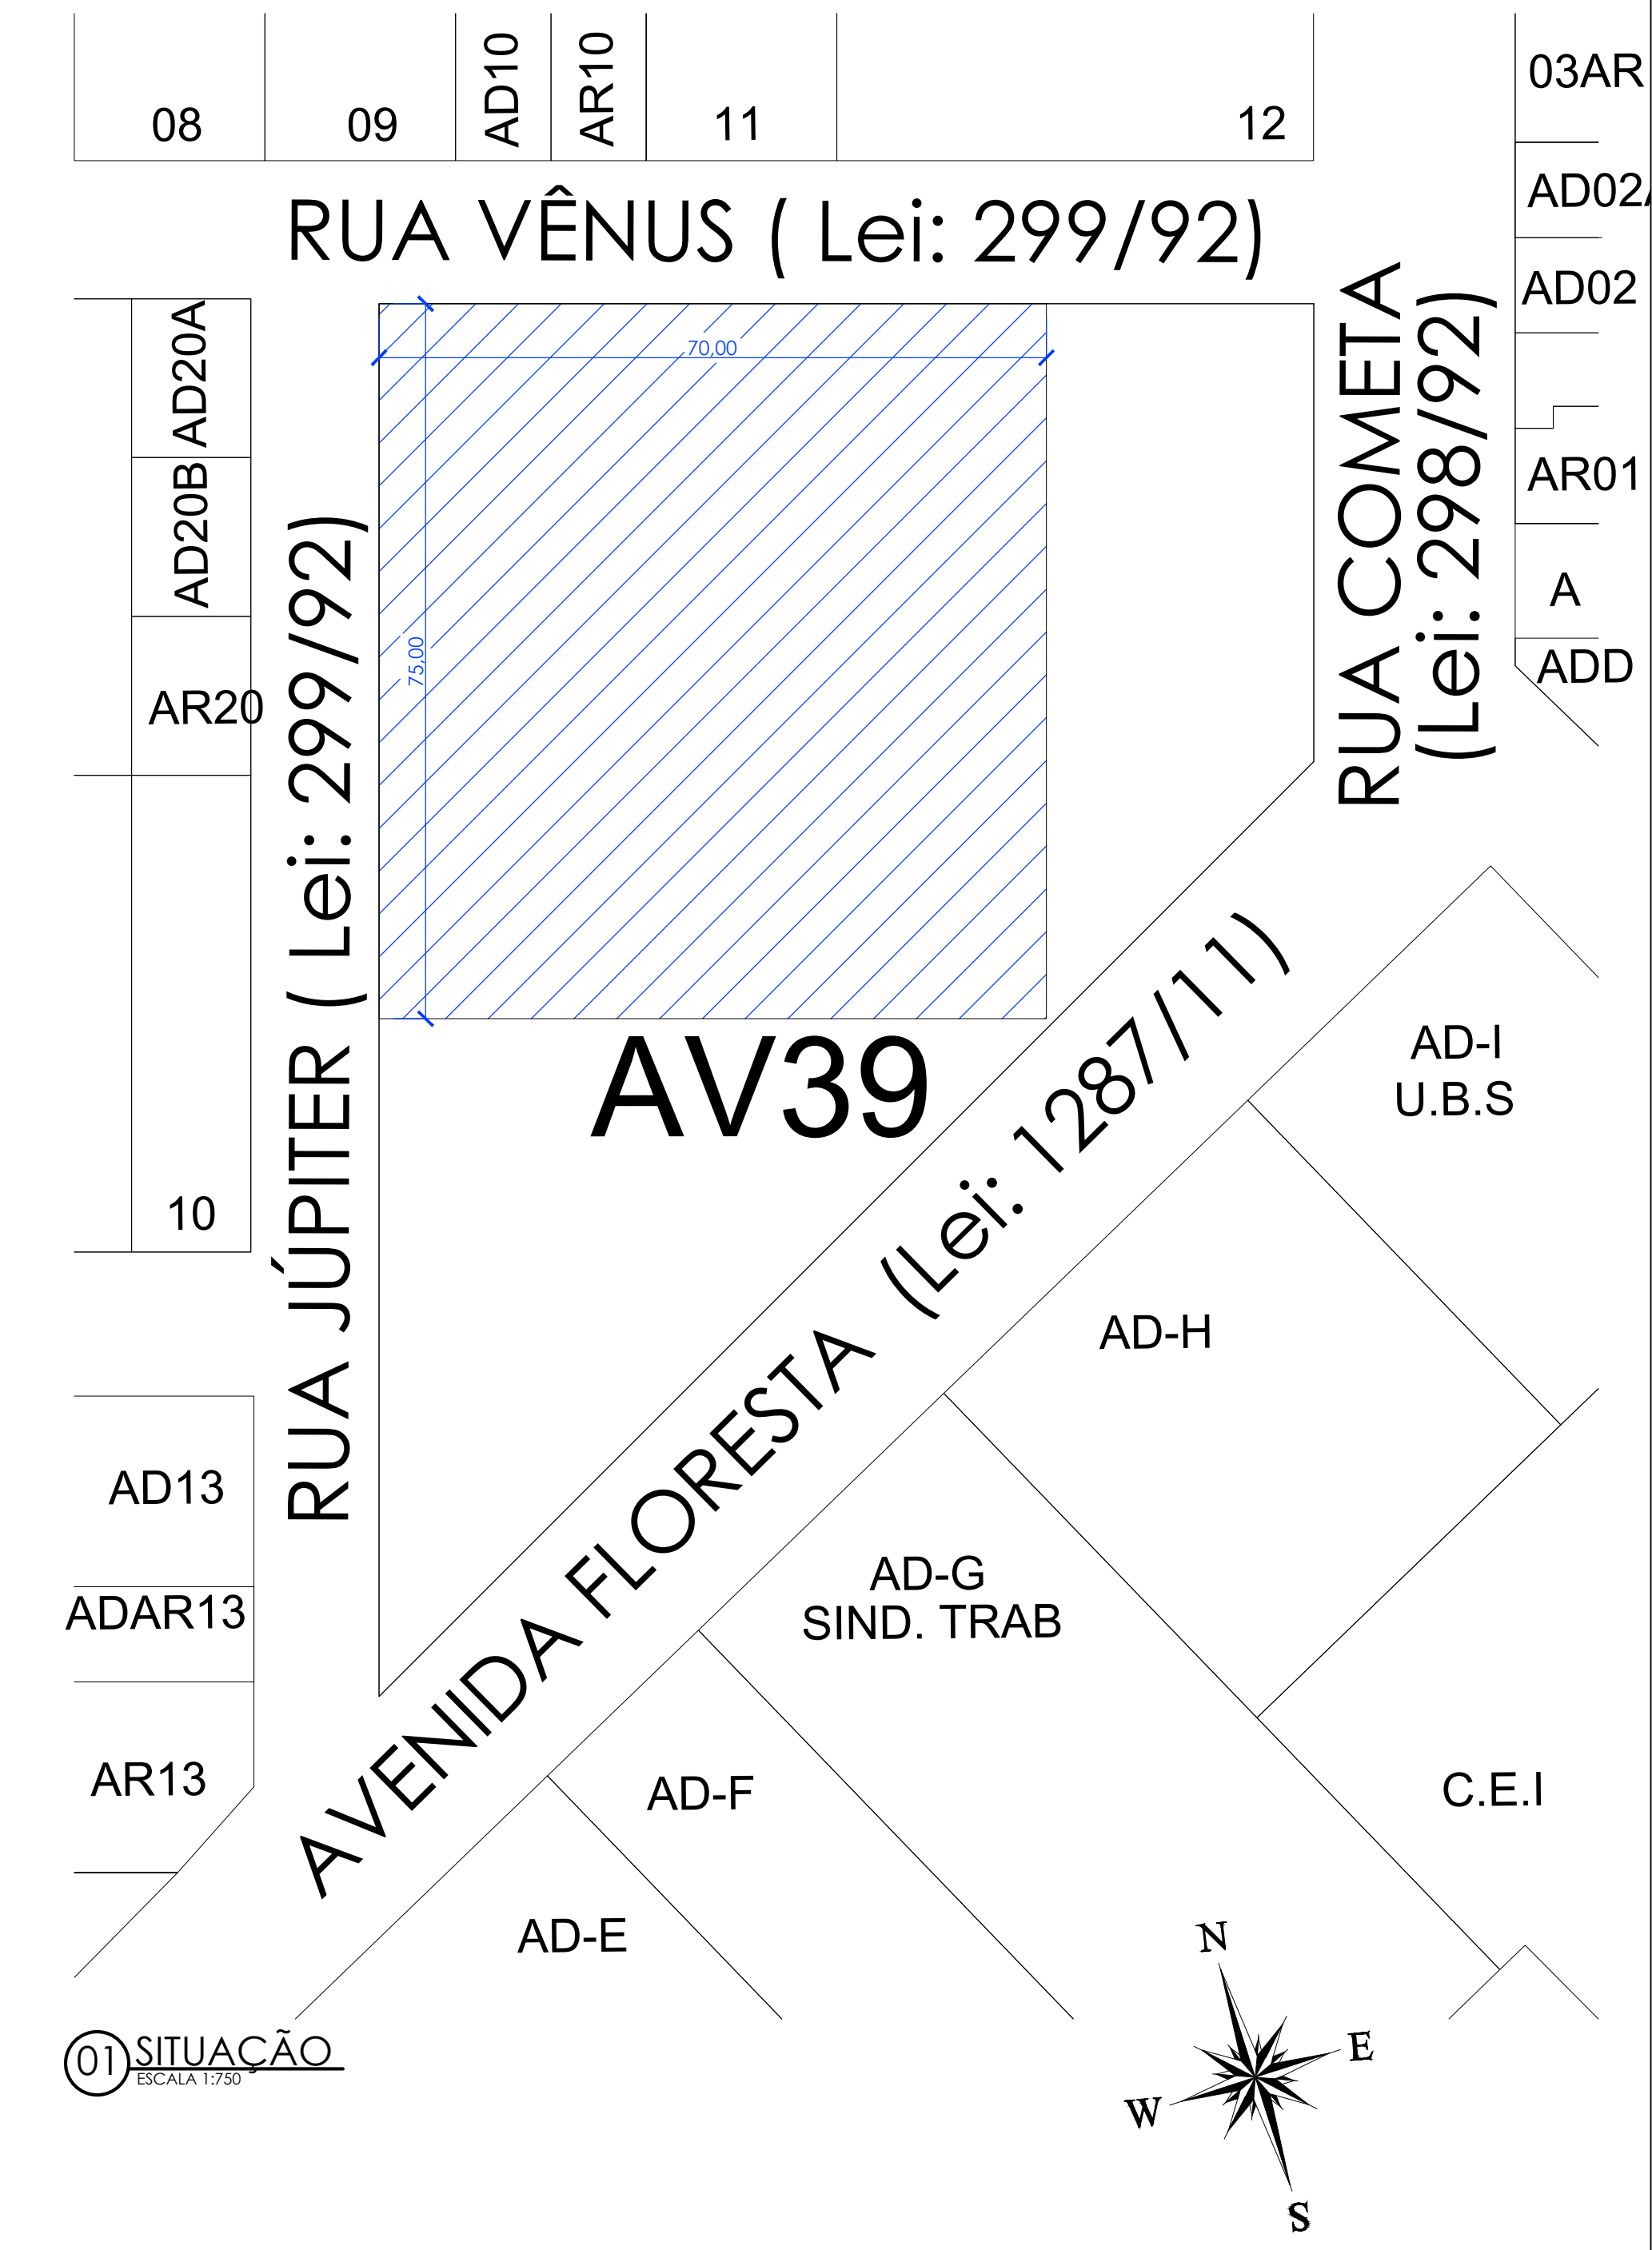 08
09
AD10
AR10
11
12
03AR
AD02A
AD02
AR01
A
ADD
RUA VÊNUS ( Lei: 299/92)
RUA COMETA
(Lei: 298/92)
AD20A
AD20B
AR20
10
RUA JÚPITER ( Lei: 299/92)
70,00
75,00
AV39
AVENIDA FLORESTA (Lei: 1287/11)
AD-I
U.B.S
AD-H
AD-G
SIND. TRAB
AD-F
AD-E
C.E.I
AD13
ADAR13
AR13
01 SITUAÇÃO
ESCALA 1:750
N
E
W
S